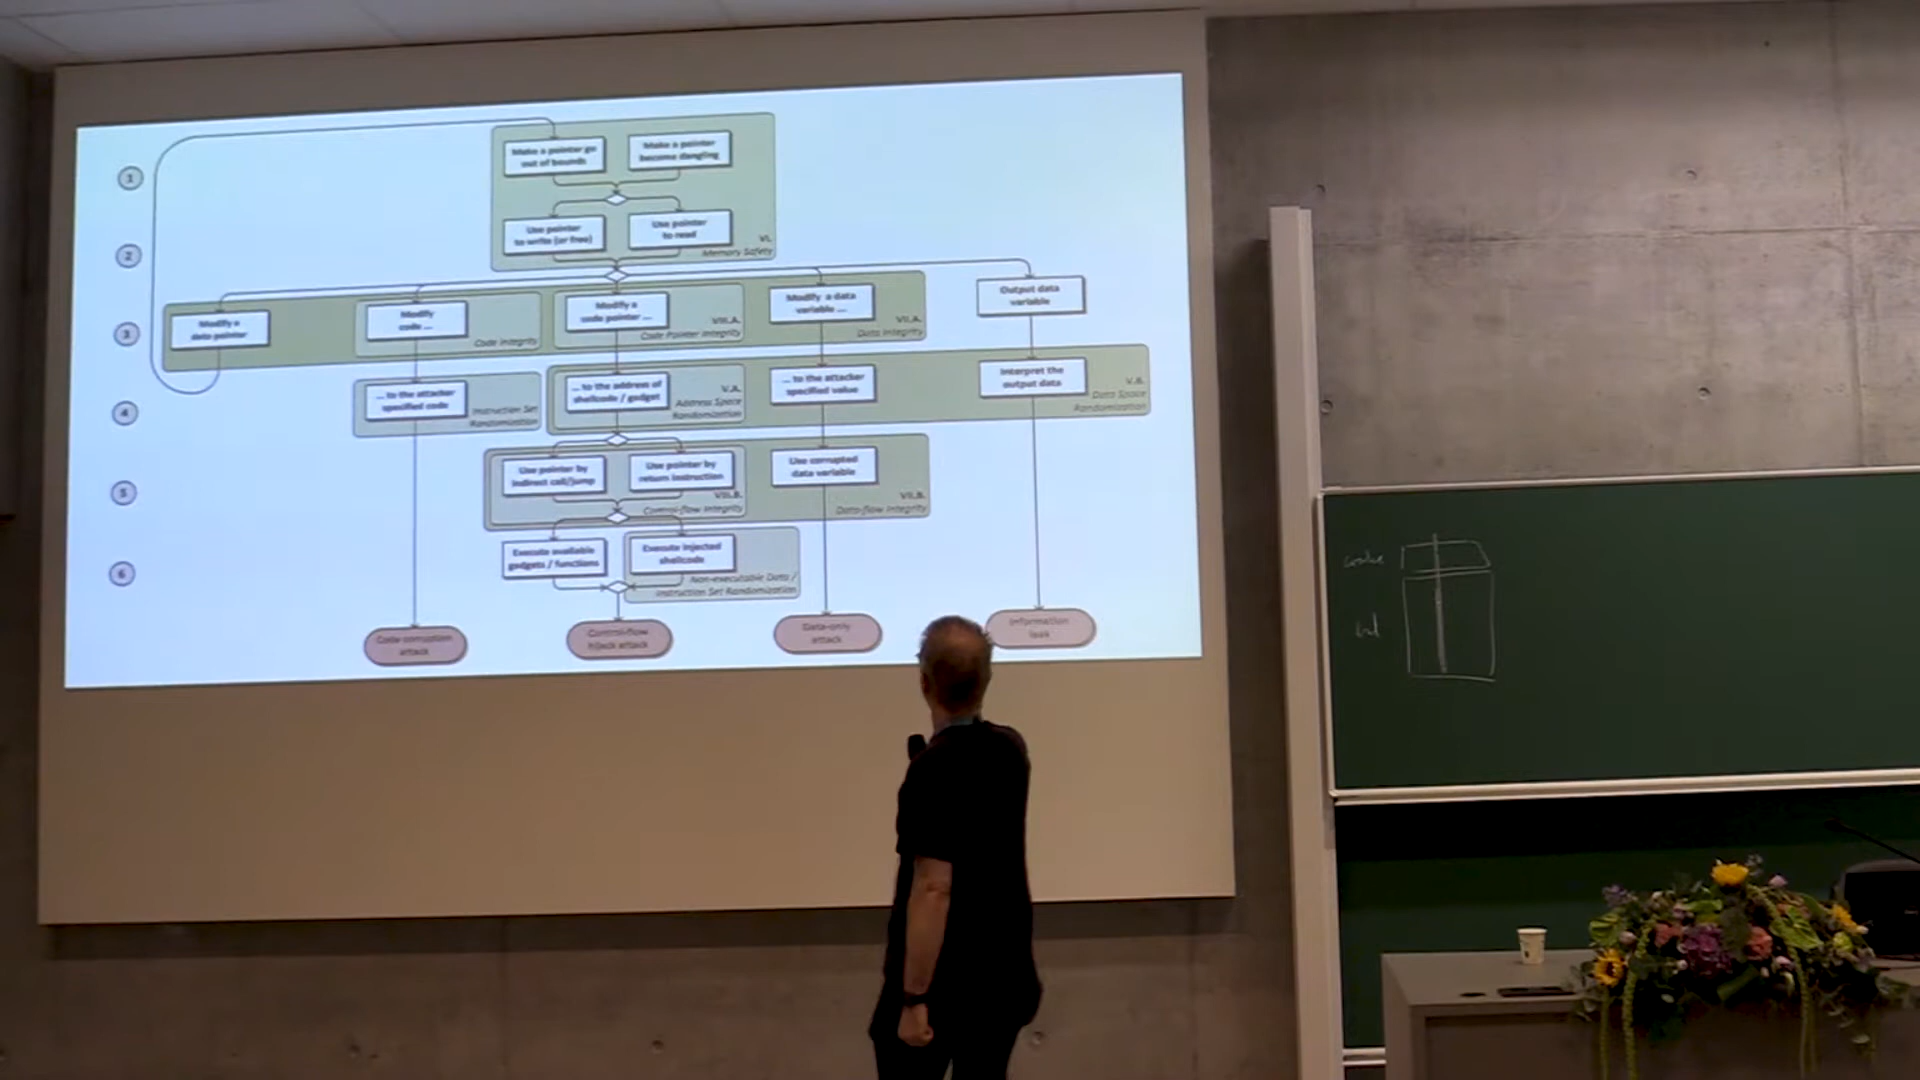 1
Make a pointer go
out of bounds
Make a pointer
become dangling
2
Use pointer
to write (or free)
Use pointer
to read
VI.
Memory Safety
3
Modify a
data pointer
Modify
code ...
Code Integrity
Modify a
code pointer ...
VIII.A.
Code Pointer Integrity
Modify a data
variable ...
VII.A.
Data Integrity
Output data
variable
4
... to the attacker
specified code
Instruction Set
Randomization
... to the address of
shellcode / gadget
V.A.
Address Space
Randomization
... to the attacker
specified value
Interpret the
output data
V.B.
Data Space
Randomization
5
Use pointer by
indirect call/jump
Use pointer by
return instruction
VIII.B.
Control-flow Integrity
Use corrupted
data variable
VII.B.
Data-flow Integrity
6
Execute available
gadgets / functions
Execute injected
shellcode
Non-executable Data /
Instruction Set Randomization
Code corruption
attack
Control-flow
hijack attack
Data-only
attack
Information
leak